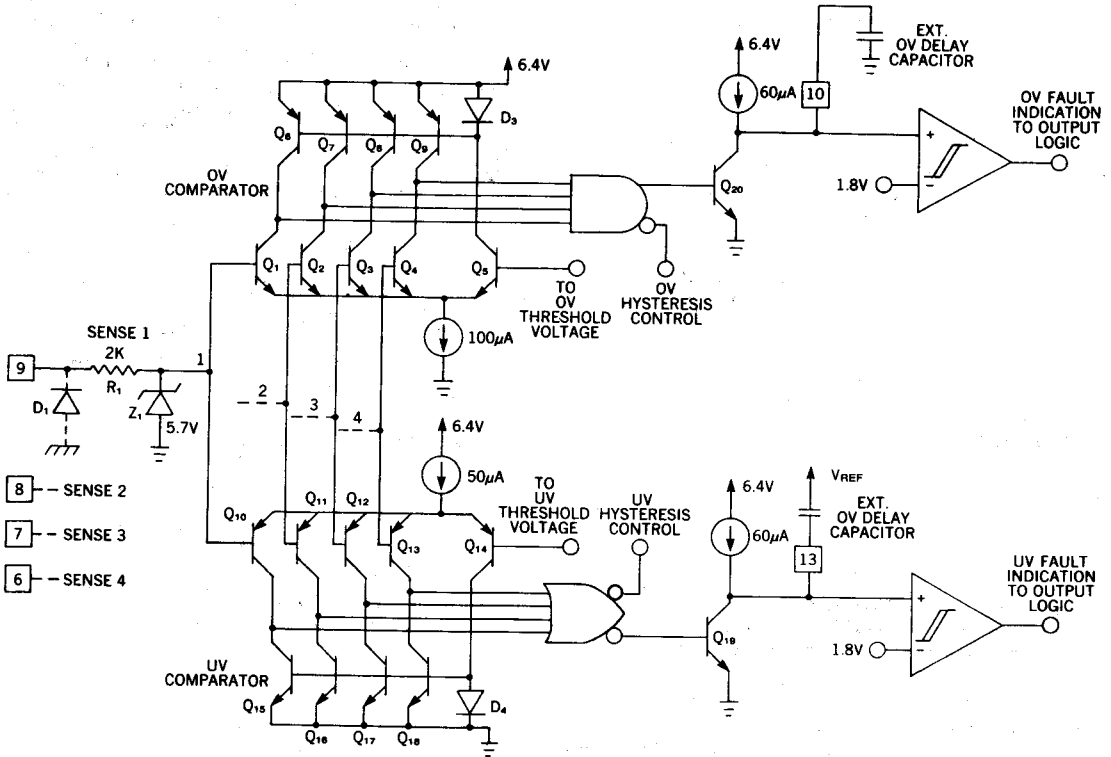 EXT.
OV DELAY
CAPACITOR
6.4V
6.4V
60μA
10
OV FAULT
INDICATION
TO OUTPUT
LOGIC
D₃
Q₆
Q₇
Q₈
Q₉
OV
COMPARATOR
+
1.8V
−
Q₂₀
Q₁
Q₂
Q₃
Q₄
Q₅
TO
OV
THRESHOLD
VOLTAGE
OV
HYSTERESIS
CONTROL
100μA
SENSE 1
2K
R₁
1
9
D₁
Z₁
5.7V
2
3
4
6.4V
50μA
TO
UV
THRESHOLD
VOLTAGE
UV
HYSTERESIS
CONTROL
6.4V
60μA
VREF
EXT.
OV DELAY
CAPACITOR
13
8 -- SENSE 2
7 -- SENSE 3
6 -- SENSE 4
Q₁₀
Q₁₁
Q₁₂
Q₁₃
Q₁₄
UV FAULT
INDICATION
TO OUTPUT
LOGIC
+
1.8V
−
Q₁₉
UV
COMPARATOR
D₄
Q₁₅
Q₁₆
Q₁₇
Q₁₈